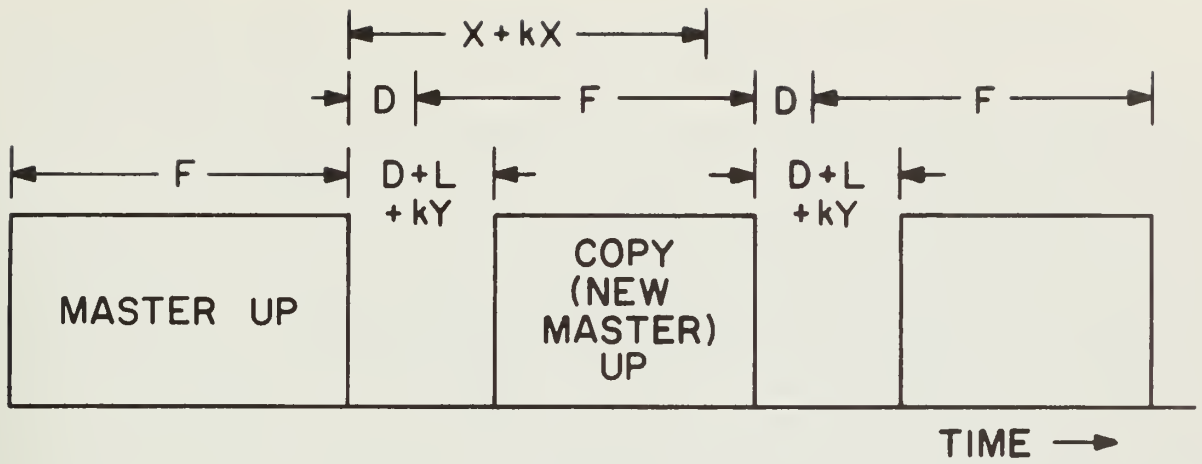 X + kX
D F D F
F D + L D + L
+ kY + kY
MASTER UP
COPY
(NEW
MASTER)
UP
TIME